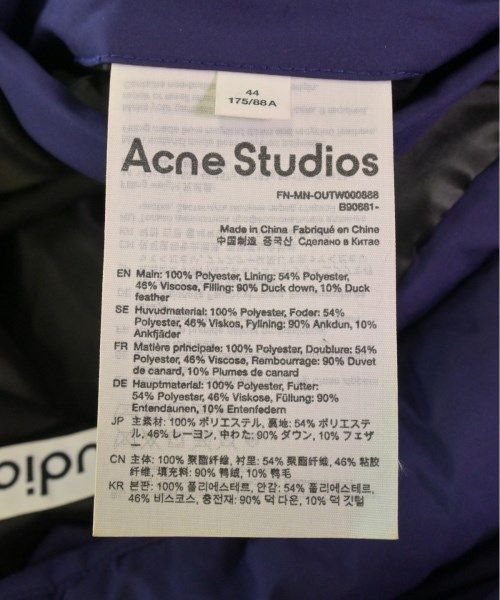 44
175/88A
Acne Studios
FN-MN-OUTW000868
B90681-
Made in China Fabriqué en Chine
中国制造 중국산 Сделано в Китае
EN Main: 100% Polyester, Lining: 54% Polyester,
46% Viscose, Filling: 90% Duck down, 10% Duck
feather
SE Huvudmaterial: 100% Polyester, Foder: 54%
Polyester, 46% Viskos, Fyllning: 90% Ankdun, 10%
Ankfjäder
FR Matière principale: 100% Polyester, Doublure: 54%
Polyester, 46% Viscose, Rembourrage: 90% Duvet
de canard, 10% Plumes de canard
DE Hauptmaterial: 100% Polyester, Futter:
54% Polyester, 46% Viskose, Füllung: 90%
Entendaunen, 10% Entenfedern
JP 主素材: 100% ポリエステル, 裏地: 54% ポリエステ
ル, 46% レーヨン, 中わた: 90% ダウン, 10% フェザ
ー
CN 主体: 100% 聚酯纤维, 衬里: 54% 聚酯纤维, 46% 粘胶
纤维, 填充料: 90% 鸭绒, 10% 鸭毛
KR 본판: 100% 폴리에스테르, 안감: 54% 폴리에스테르,
46% 비스코스, 충전재: 90% 덕 다운, 10% 덕 깃털
udios